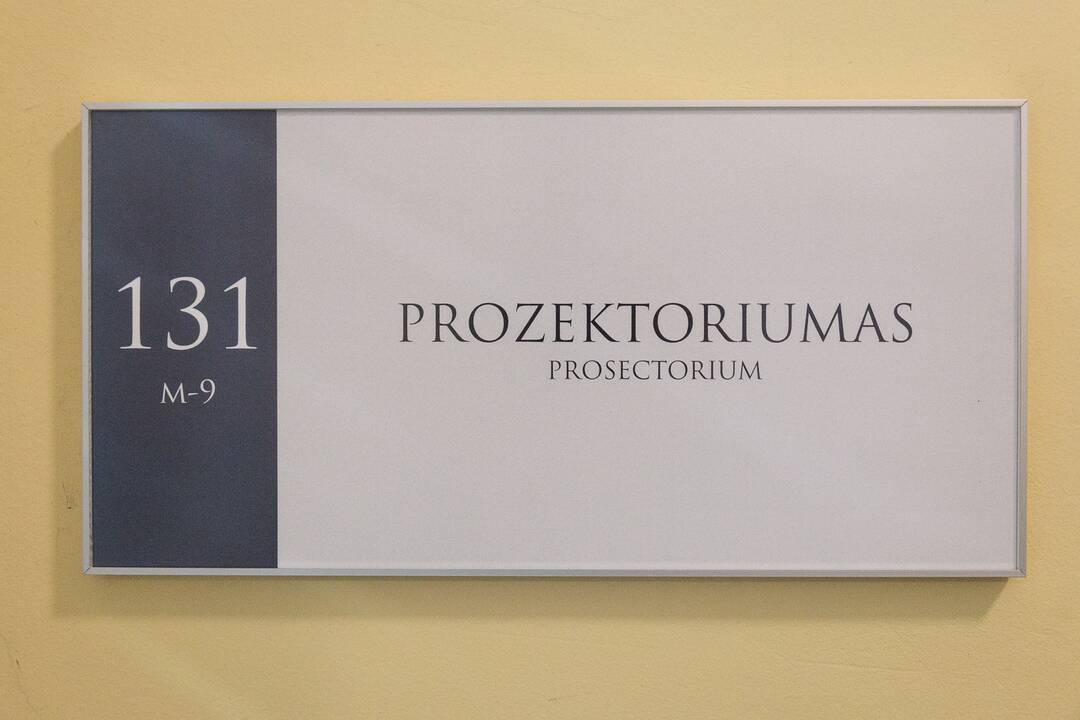 131
M-9
PROZEKTORIUMAS
PROSECTORIUM